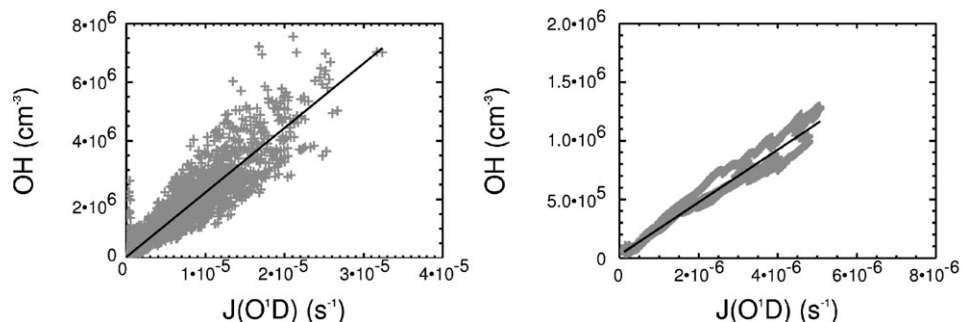 8•10⁶
6•10⁶
4•10⁶
2•10⁶
0
OH (cm⁻³)
0 1•10⁻⁵ 2•10⁻⁵ 3•10⁻⁵ 4•10⁻⁵
J(O¹D) (s⁻¹)
2.0•10⁶
1.5•10⁶
1.0•10⁶
5.0•10⁵
0
OH (cm⁻³)
0 2•10⁻⁶ 4•10⁻⁶ 6•10⁻⁶ 8•10⁻⁶
J(O¹D) (s⁻¹)